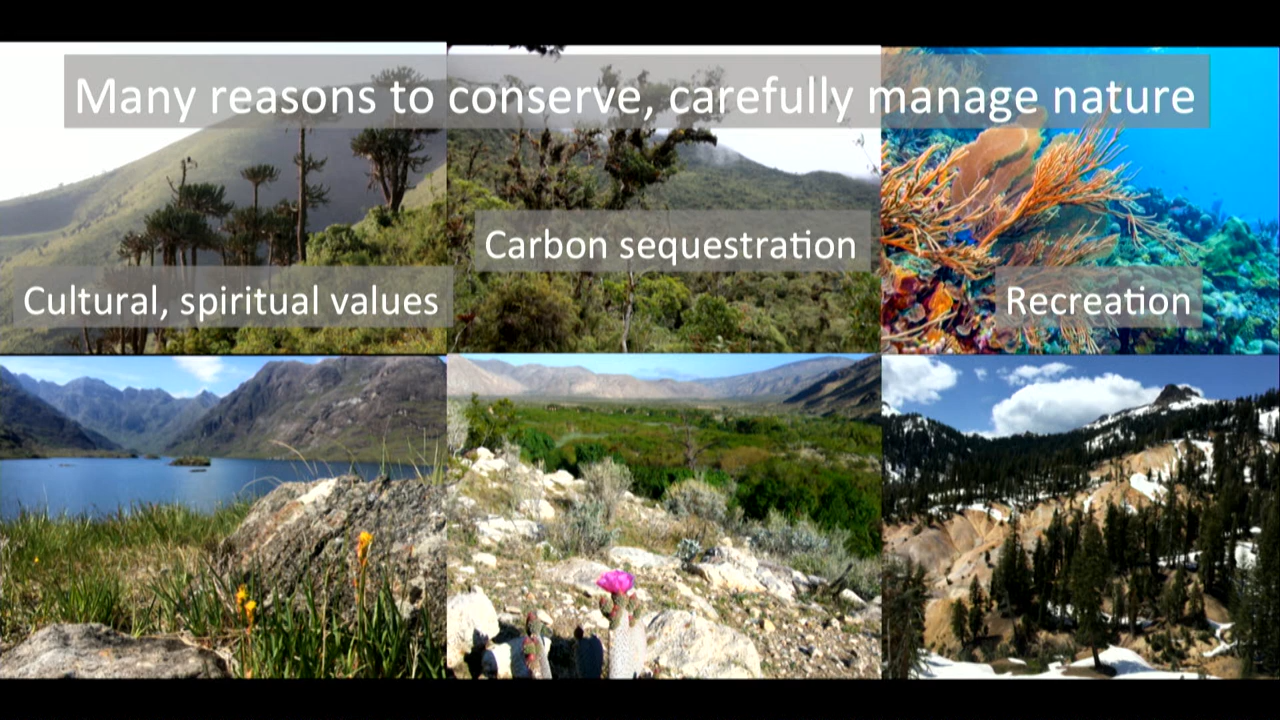 Many reasons to conserve, carefully manage nature
Carbon sequestration
Cultural, spiritual values
Recreation